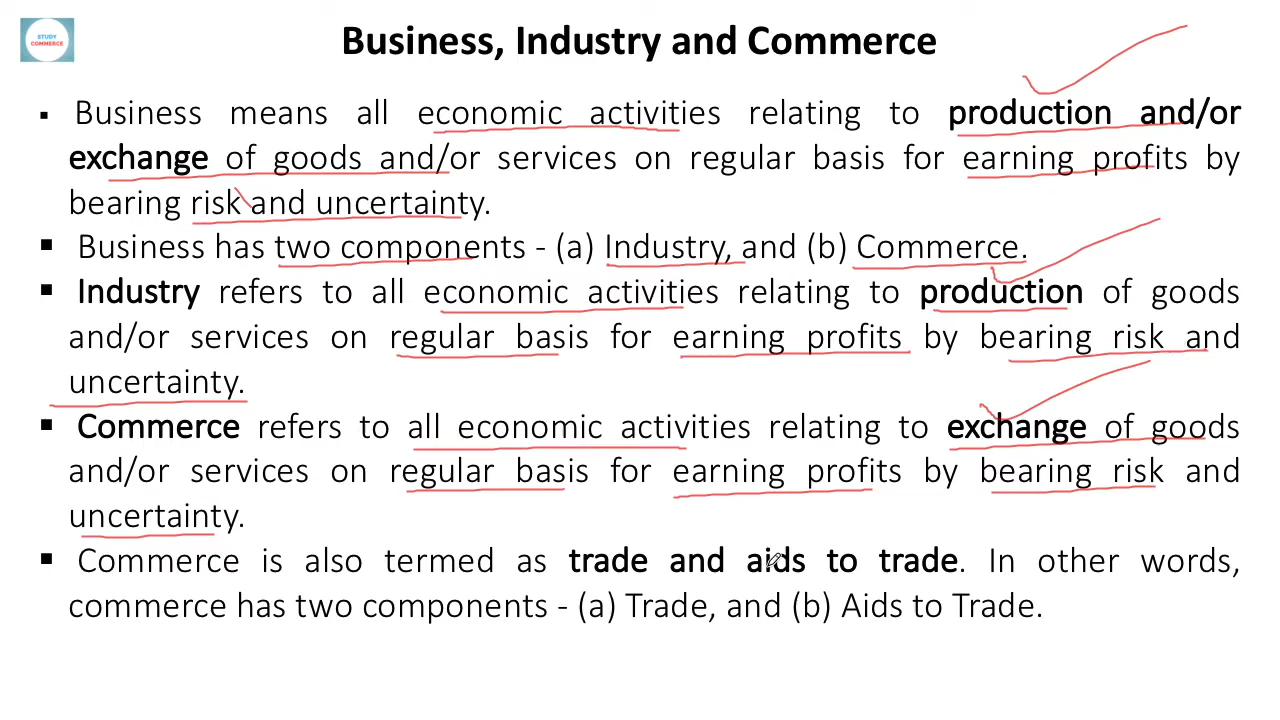 STUDY
COMMERCE
Business, Industry and Commerce
▪ Business means all economic activities relating to production and/or
exchange of goods and/or services on regular basis for earning profits by
bearing risk and uncertainty.
▪ Business has two components - (a) Industry, and (b) Commerce.
▪ Industry refers to all economic activities relating to production of goods
and/or services on regular basis for earning profits by bearing risk and
uncertainty.
▪ Commerce refers to all economic activities relating to exchange of goods
and/or services on regular basis for earning profits by bearing risk and
uncertainty.
▪ Commerce is also termed as trade and aids to trade. In other words,
commerce has two components - (a) Trade, and (b) Aids to Trade.